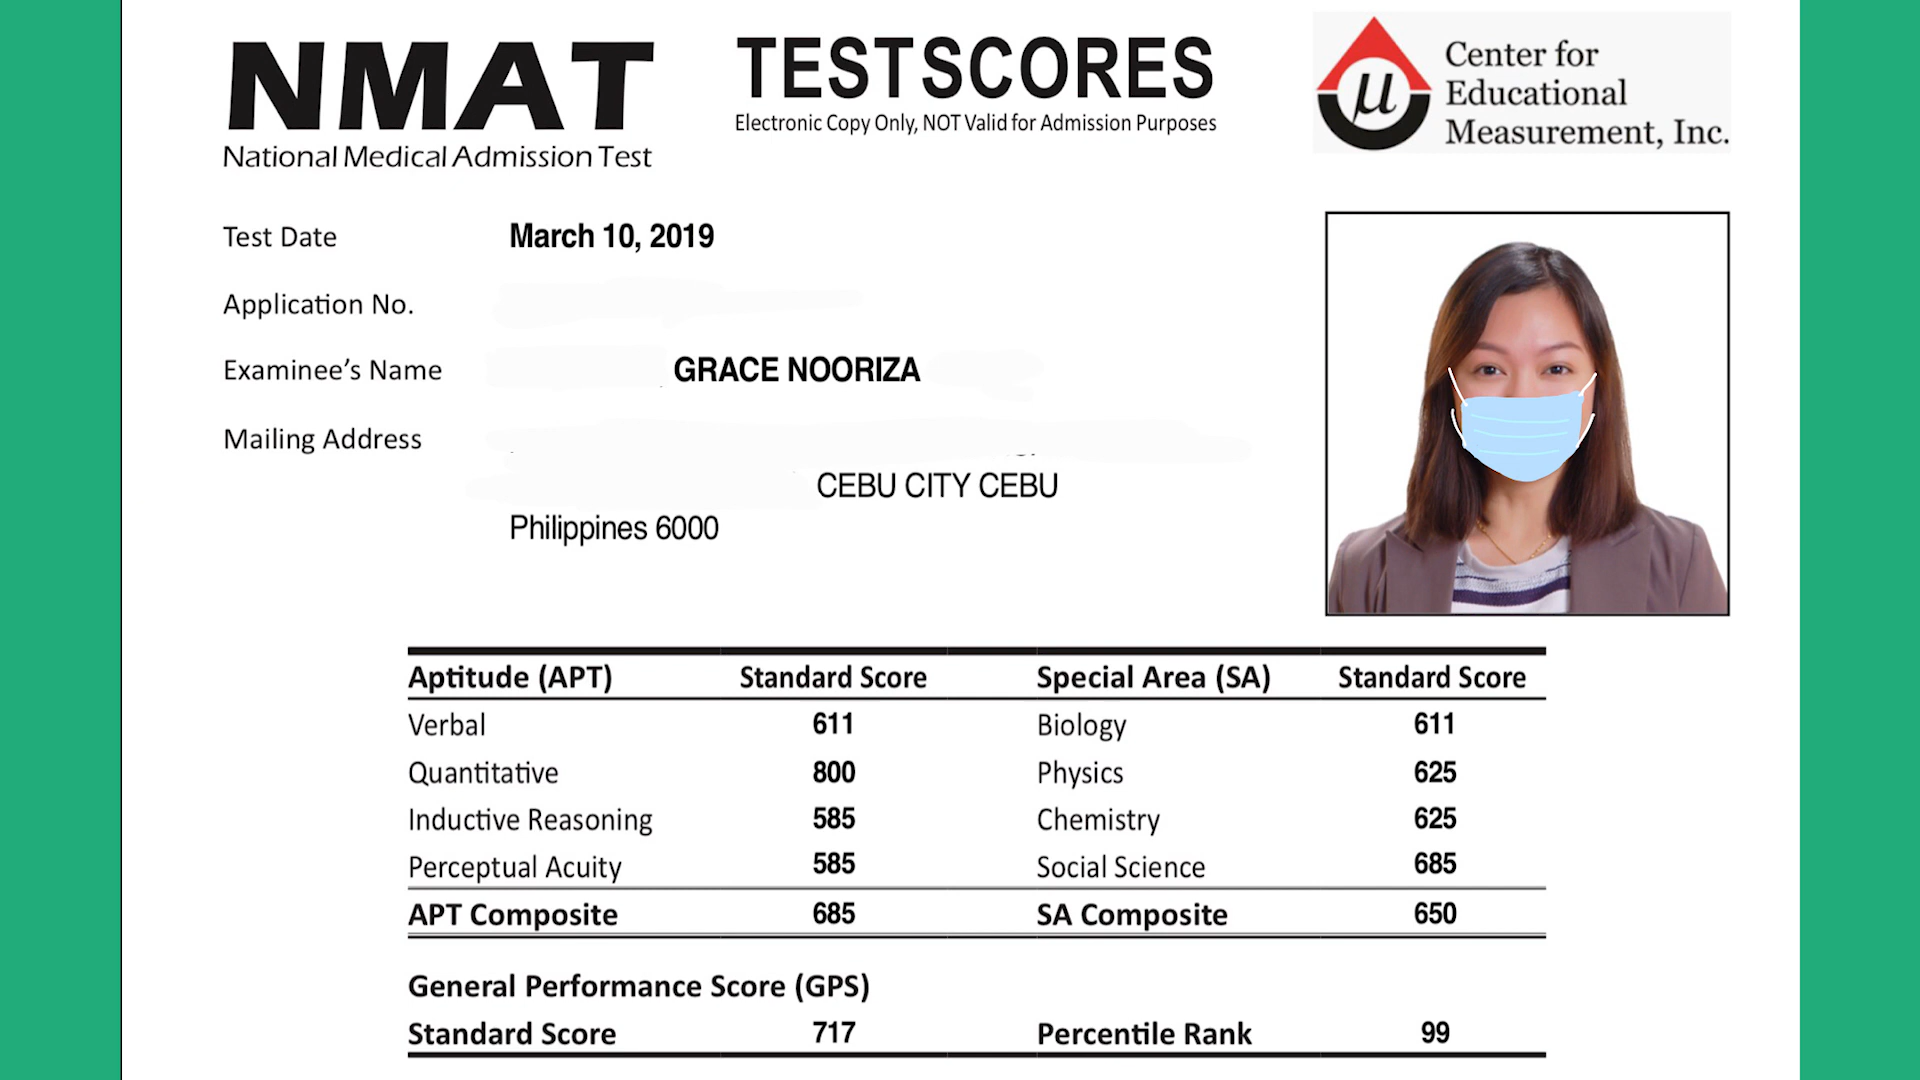 NMAT
National Medical Admission Test
TESTSCORES
Electronic Copy Only, NOT Valid for Admission Purposes
μ
Center for
Educational
Measurement, Inc.
Test Date March 10, 2019
Application No.
Examinee's Name GRACE NOORIZA
Mailing Address
CEBU CITY CEBU
Philippines 6000
Aptitude (APT) Standard Score Special Area (SA) Standard Score
Verbal 611 Biology 611
Quantitative 800 Physics 625
Inductive Reasoning 585 Chemistry 625
Perceptual Acuity 585 Social Science 685
APT Composite 685 SA Composite 650
General Performance Score (GPS)
Standard Score 717 Percentile Rank 99